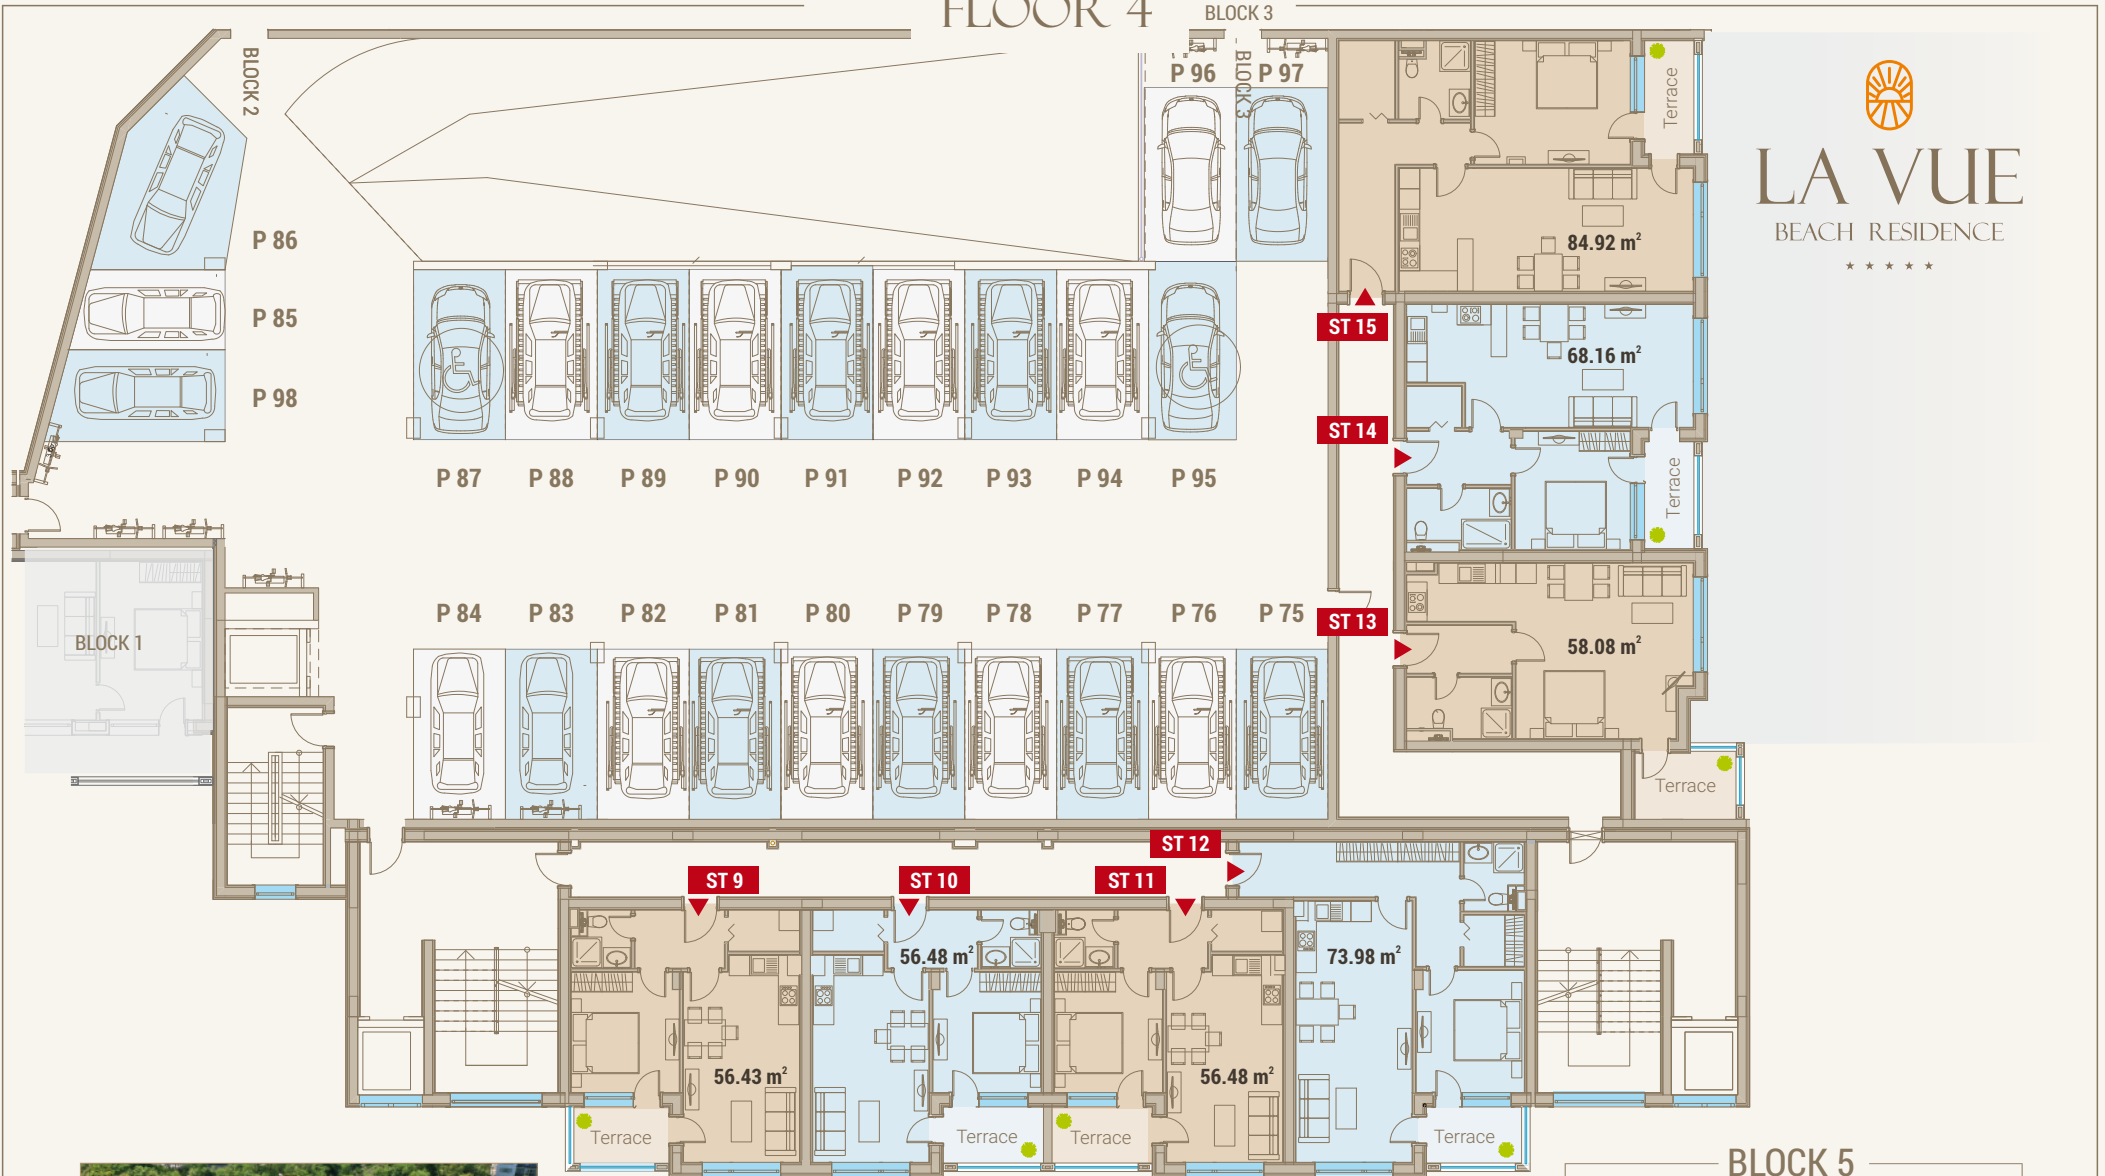 FLOOR 4
BLOCK 3
BLOCK 2
BLOCK 3
P 96
P 97
Terrace
LA VUE
BEACH RESIDENCE
P 86
84.92 m²
P 85
ST 15
68.16 m²
P 98
ST 14
P 87 P 88 P 89 P 90 P 91 P 92 P 93 P 94 P 95
Terrace
P 84 P 83 P 82 P 81 P 80 P 79 P 78 P 77 P 76 P 75
ST 13
BLOCK 1
58.08 m²
Terrace
ST 12
ST 9
ST 10
ST 11
56.48 m²
73.98 m²
56.43 m²
56.48 m²
Terrace
Terrace
Terrace
Terrace
BLOCK 5